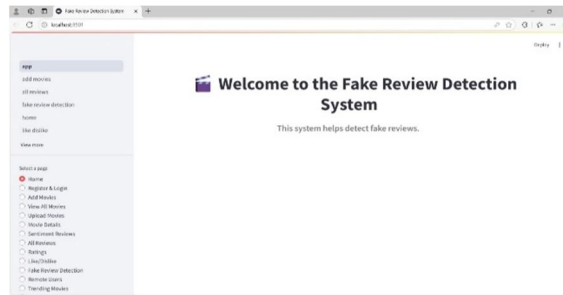 Fake Review Detection System
localhost:8501
Deploy
app
add movies
all reviews
fake review detection
home
like dislike
View more
Select a page
Home
Register & Login
Add Movies
View All Movies
Upload Movies
Movie Details
Sentiment Reviews
All Reviews
Ratings
Like/Dislike
Fake Review Detection
Remote Users
Trending Movies
Welcome to the Fake Review Detection
System
This system helps detect fake reviews.